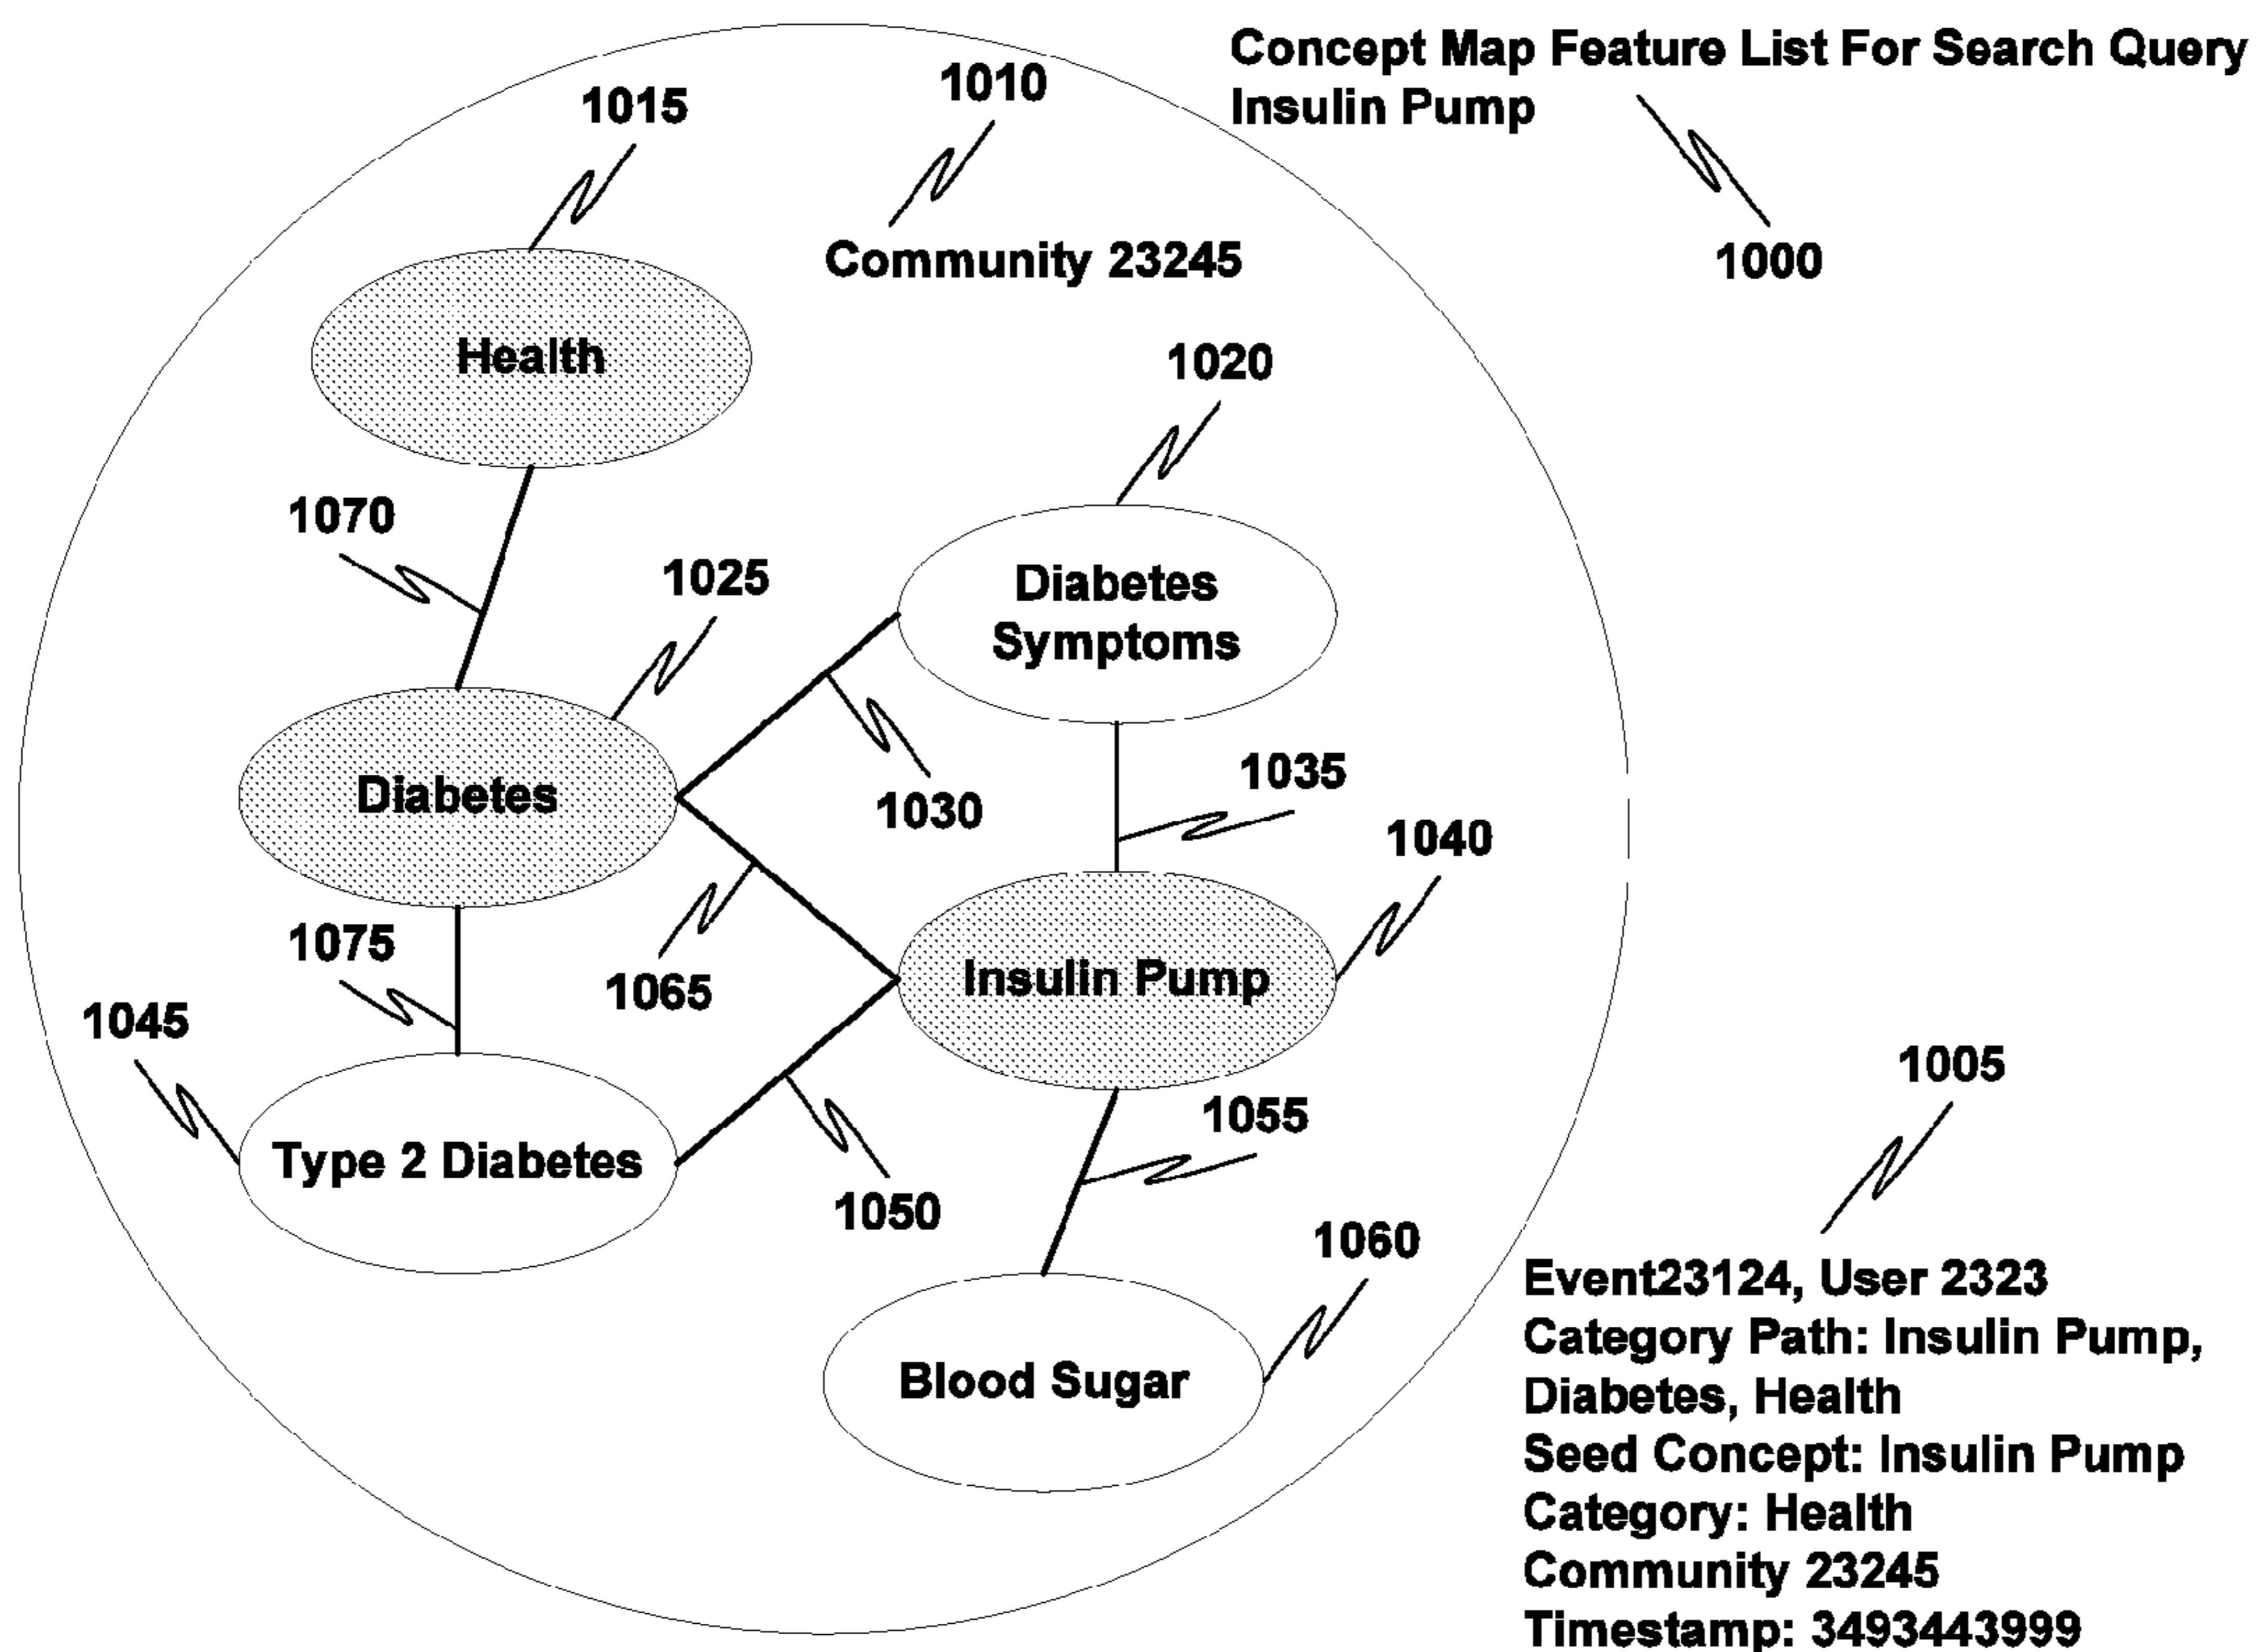 Concept Map Feature List For Search Query
Insulin Pump
1000
1010
1015
Community 23245
Health
1020
1070
1025
Diabetes
Symptoms
1030
1035
Diabetes
1040
1075
1065
Insulin Pump
1045
1005
1055
Type 2 Diabetes
1050
1060
Blood Sugar
Event23124, User 2323
Category Path: Insulin Pump,
Diabetes, Health
Seed Concept: Insulin Pump
Category: Health
Community 23245
Timestamp: 3493443999